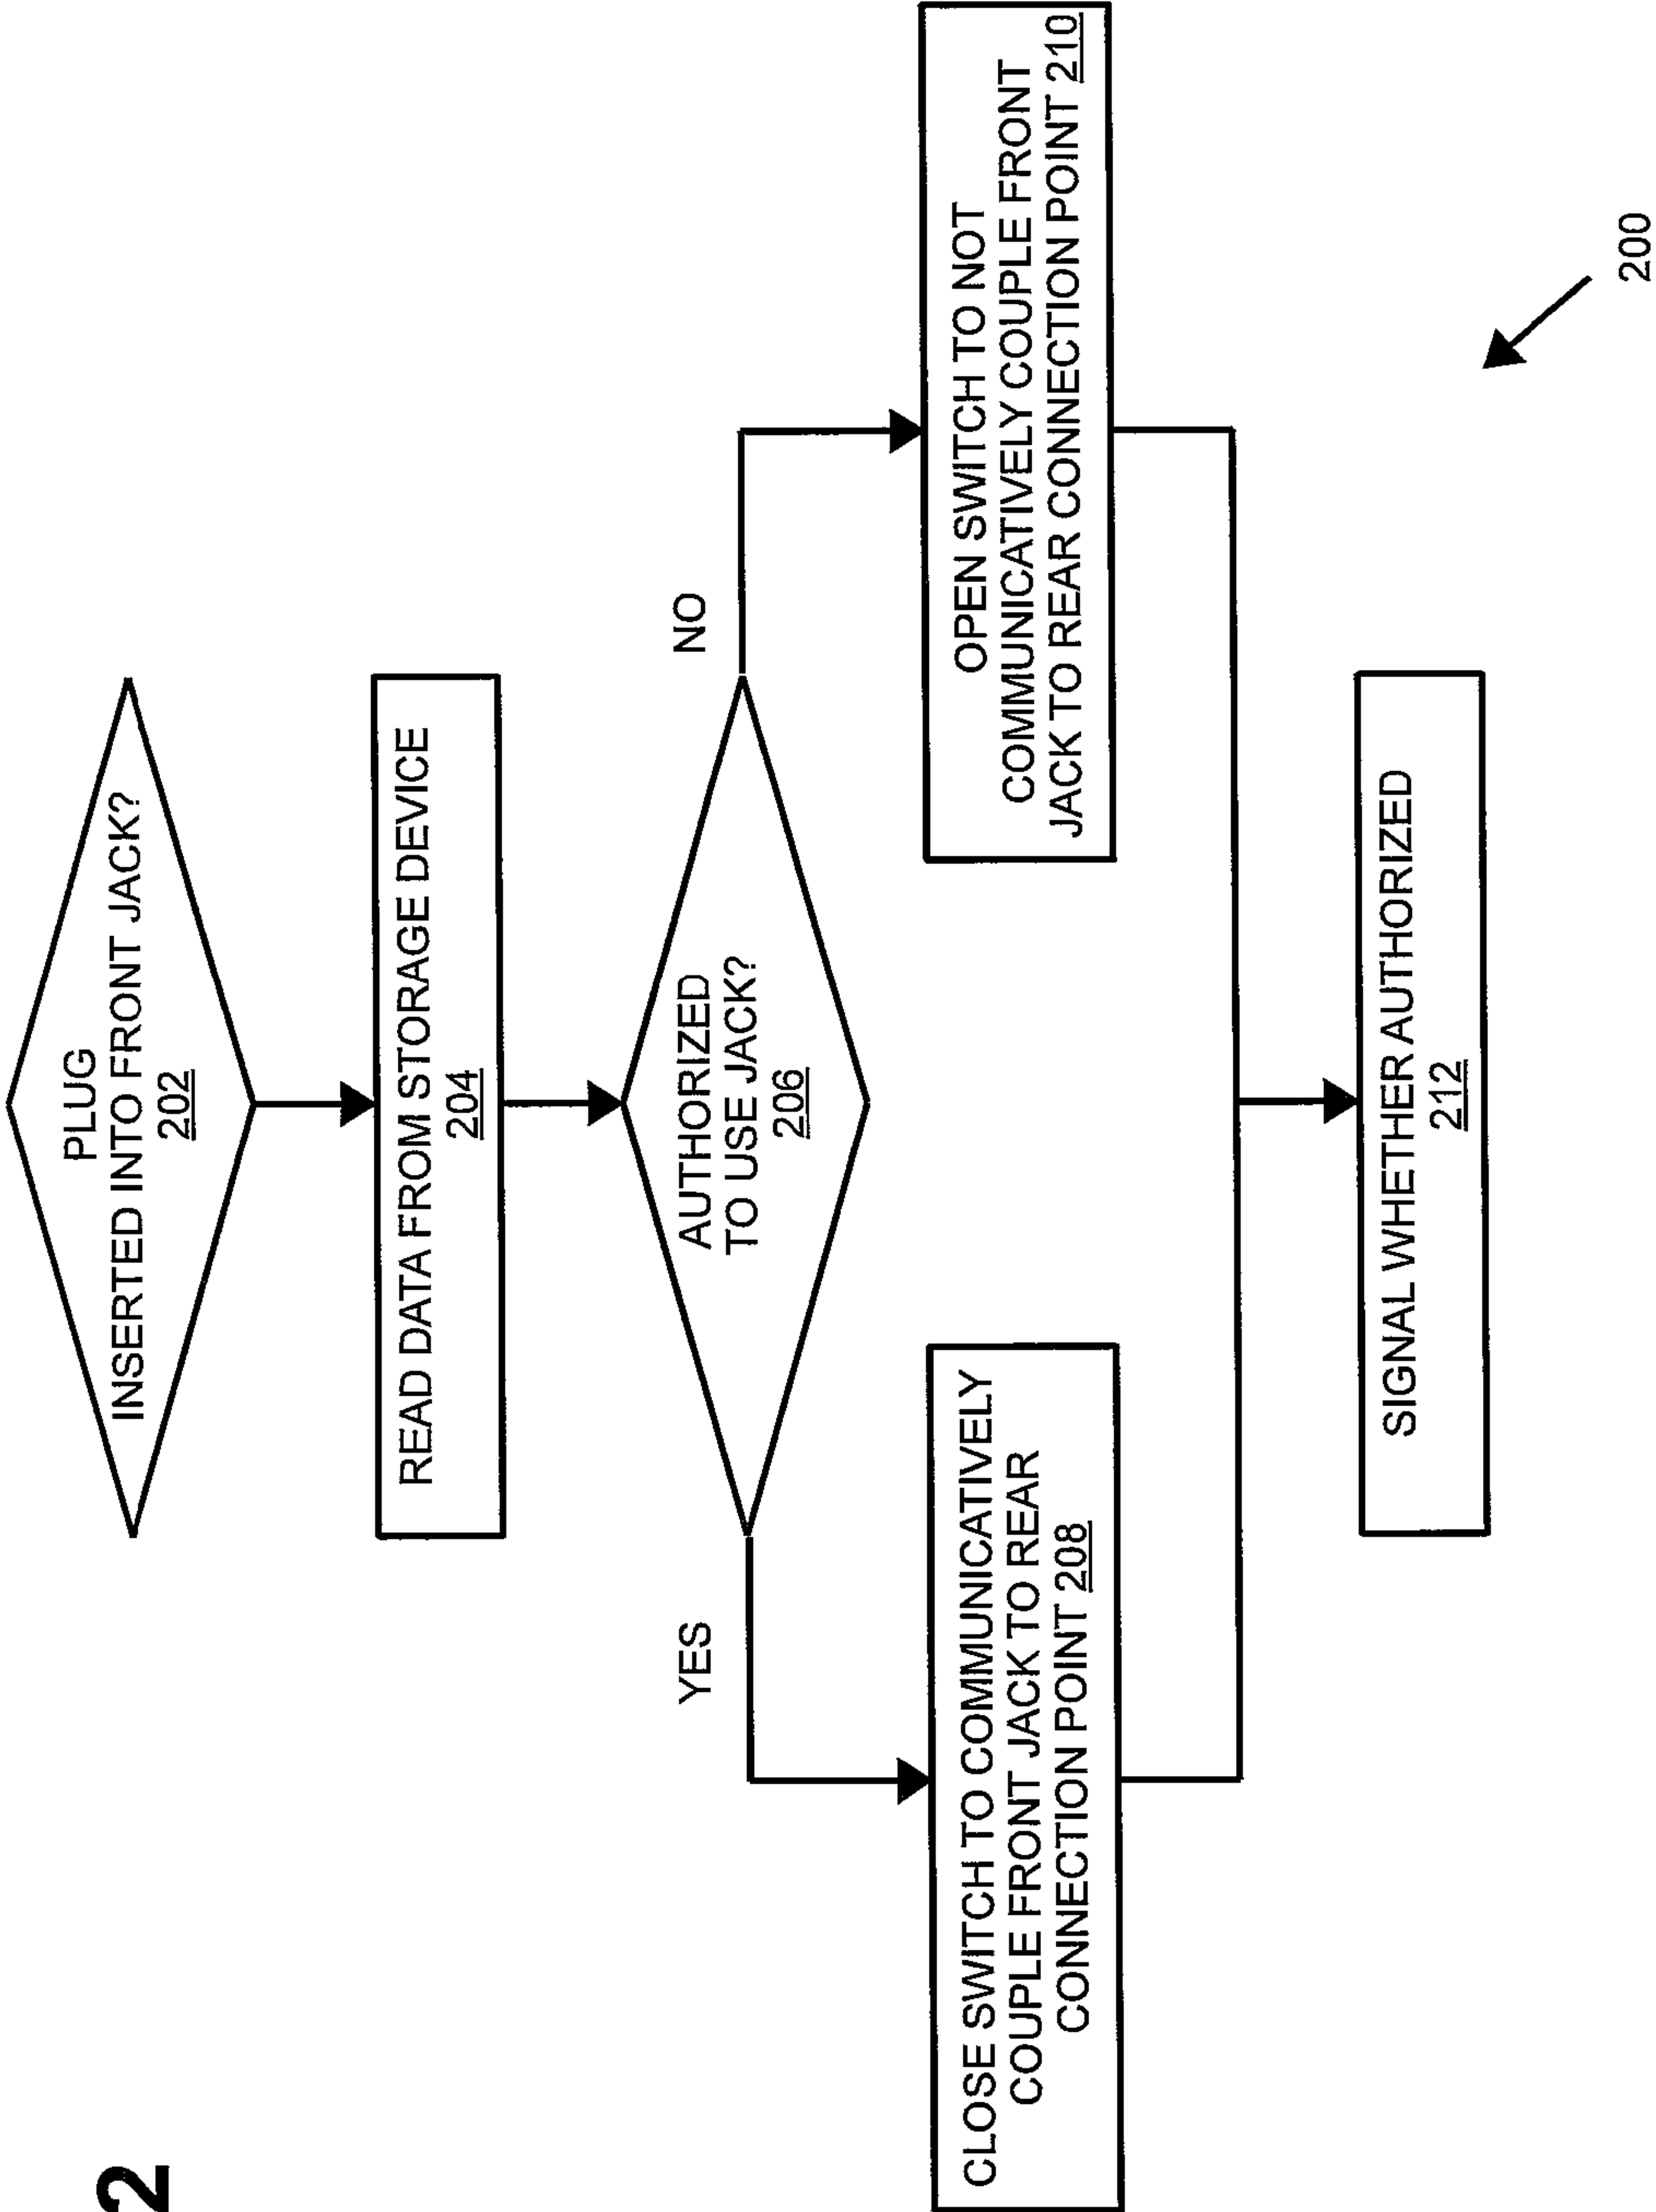 2
PLUG
INSERTED INTO FRONT JACK?
202
READ DATA FROM STORAGE DEVICE
204
AUTHORIZED
TO USE JACK?
206
YES
NO
CLOSE SWITCH TO COMMUNICATIVELY
COUPLE FRONT JACK TO REAR
CONNECTION POINT 208
OPEN SWITCH TO NOT
COMMUNICATIVELY COUPLE FRONT
JACK TO REAR CONNECTION POINT 210
SIGNAL WHETHER AUTHORIZED
212
200